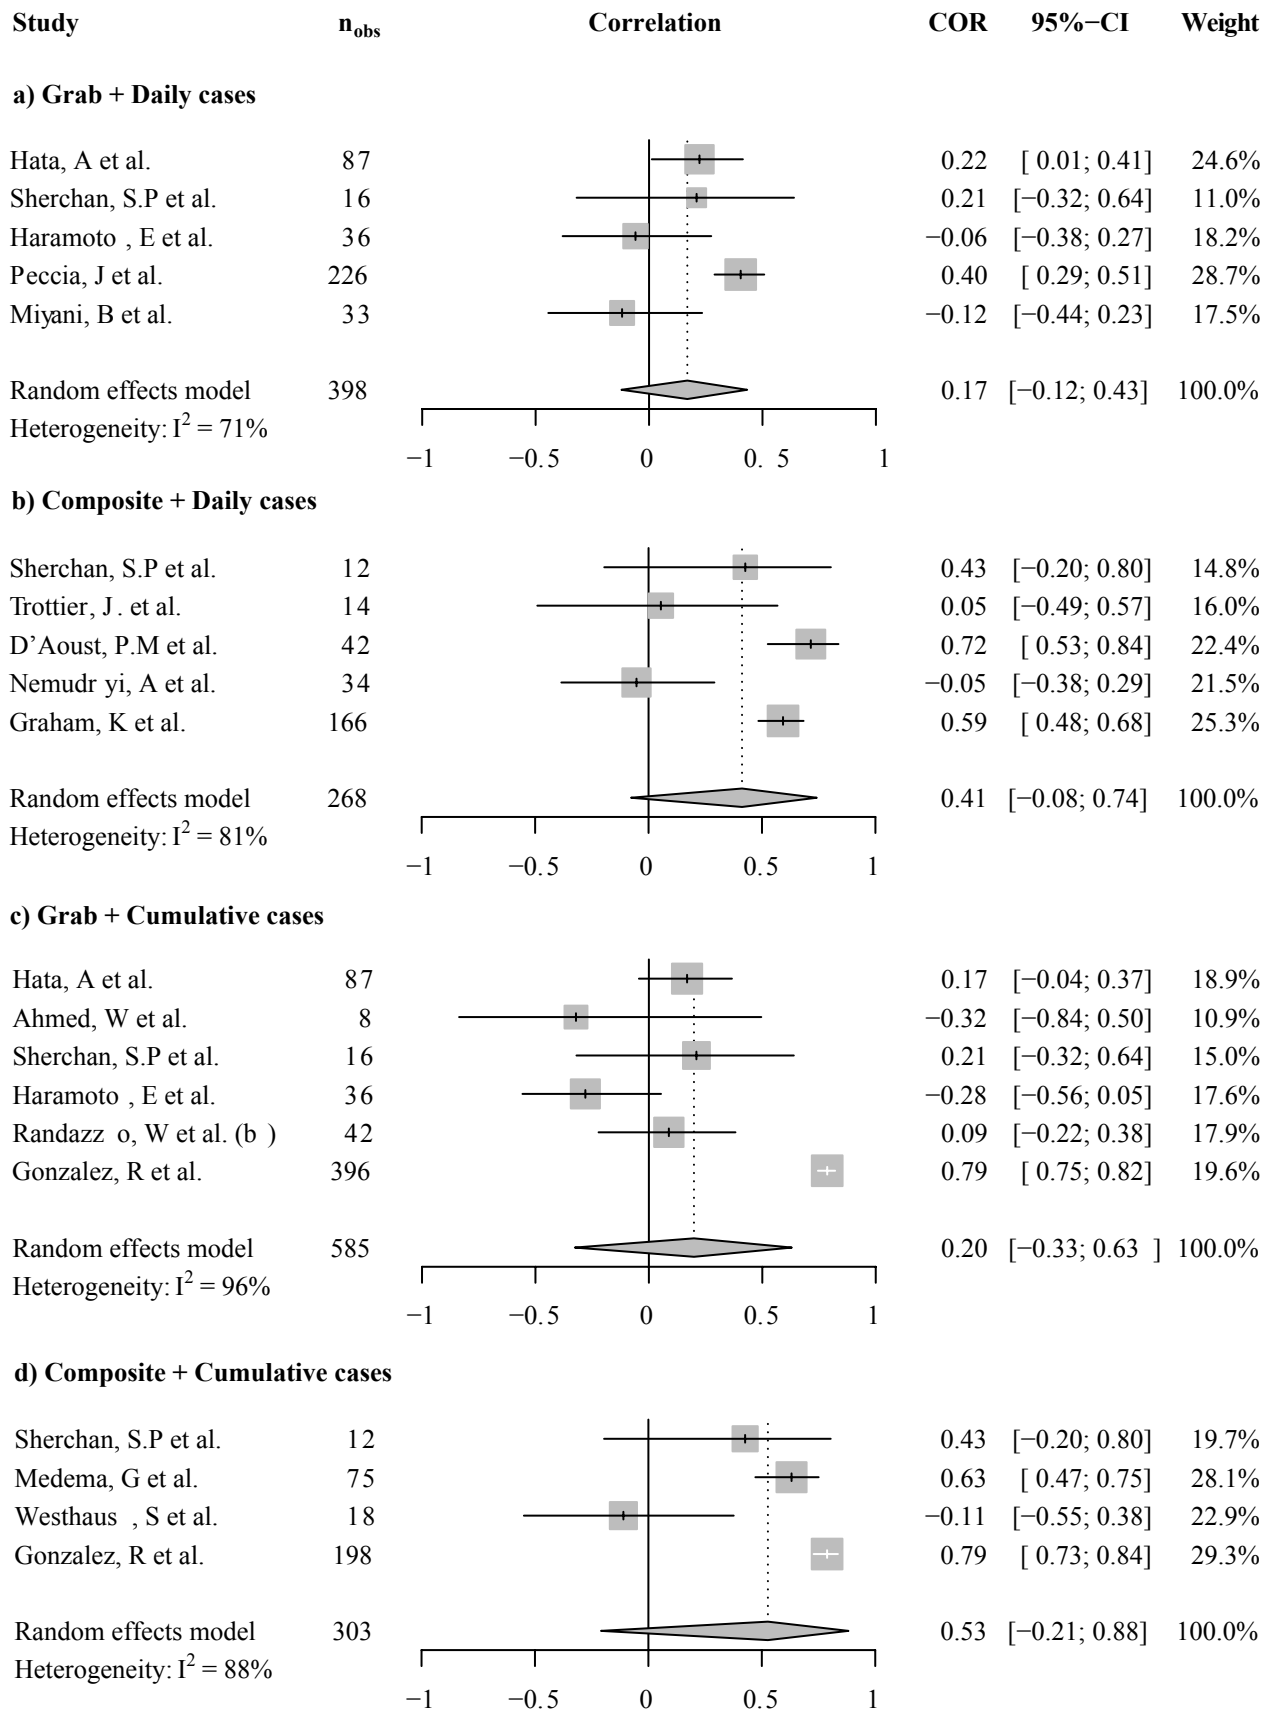 Study n_obs Correlation COR 95%−CI Weight
a) Grab + Daily cases
Hata, A et al. 87 0.22 [ 0.01; 0.41] 24.6%
Sherchan, S.P et al. 16 0.21 [−0.32; 0.64] 11.0%
Haramoto , E et al. 36 −0.06 [−0.38; 0.27] 18.2%
Peccia, J et al. 226 0.40 [ 0.29; 0.51] 28.7%
Miyani, B et al. 33 −0.12 [−0.44; 0.23] 17.5%
Random effects model 398 0.17 [−0.12; 0.43] 100.0%
Heterogeneity: I² = 71%
−1 −0.5 0 0. 5 1
b) Composite + Daily cases
Sherchan, S.P et al. 12 0.43 [−0.20; 0.80] 14.8%
Trottier, J. et al. 14 0.05 [−0.49; 0.57] 16.0%
D’Aoust, P.M et al. 42 0.72 [ 0.53; 0.84] 22.4%
Nemudr yi, A et al. 34 −0.05 [−0.38; 0.29] 21.5%
Graham, K et al. 166 0.59 [ 0.48; 0.68] 25.3%
Random effects model 268 0.41 [−0.08; 0.74] 100.0%
Heterogeneity: I² = 81%
−1 −0.5 0 0.5 1
c) Grab + Cumulative cases
Hata, A et al. 87 0.17 [−0.04; 0.37] 18.9%
Ahmed, W et al. 8 −0.32 [−0.84; 0.50] 10.9%
Sherchan, S.P et al. 16 0.21 [−0.32; 0.64] 15.0%
Haramoto , E et al. 36 −0.28 [−0.56; 0.05] 17.6%
Randazz o, W et al. (b ) 42 0.09 [−0.22; 0.38] 17.9%
Gonzalez, R et al. 396 0.79 [ 0.75; 0.82] 19.6%
Random effects model 585 0.20 [−0.33; 0.63 ] 100.0%
Heterogeneity: I² = 96%
−1 −0.5 0 0.5 1
d) Composite + Cumulative cases
Sherchan, S.P et al. 12 0.43 [−0.20; 0.80] 19.7%
Medema, G et al. 75 0.63 [ 0.47; 0.75] 28.1%
Westhaus , S et al. 18 −0.11 [−0.55; 0.38] 22.9%
Gonzalez, R et al. 198 0.79 [ 0.73; 0.84] 29.3%
Random effects model 303 0.53 [−0.21; 0.88] 100.0%
Heterogeneity: I² = 88%
−1 −0.5 0 0.5 1